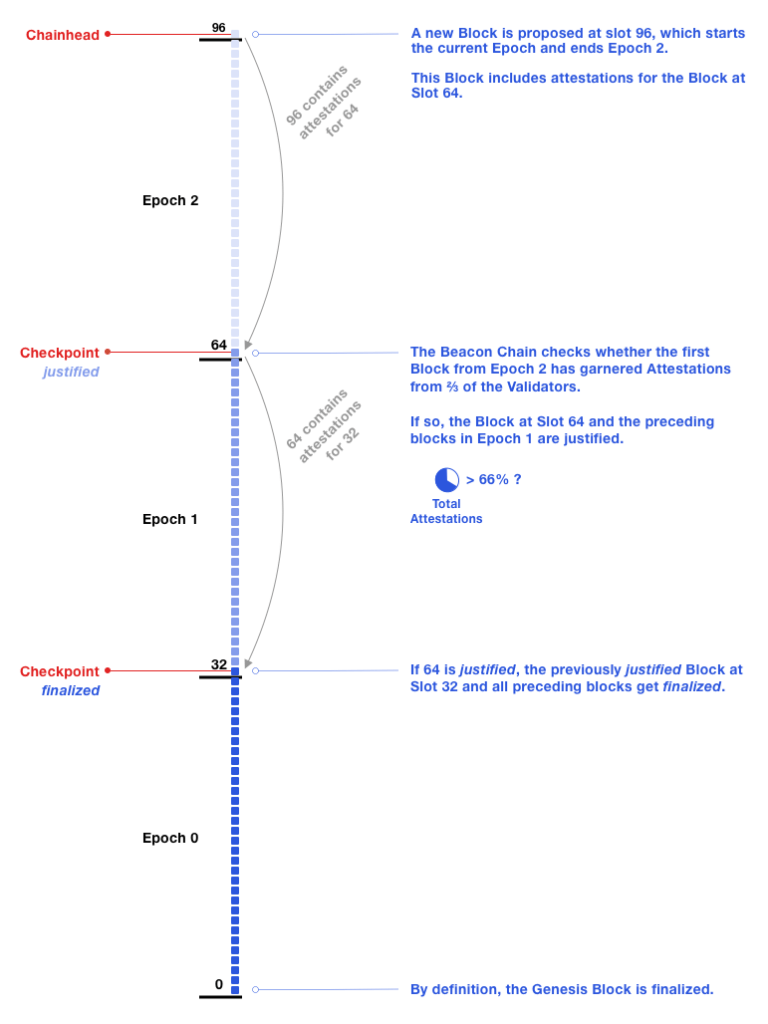 Chainhead
96
A new Block is proposed at slot 96, which starts
the current Epoch and ends Epoch 2.
This Block includes attestations for the Block at
Slot 64.
96 contains
attestations
for 64
Epoch 2
Checkpoint
justified
64
The Beacon Chain checks whether the first
Block from Epoch 2 has garnered Attestations
from ⅔ of the Validators.
If so, the Block at Slot 64 and the preceding
blocks in Epoch 1 are justified.
64 contains
attestations
for 32
> 66% ?
Total
Attestations
Epoch 1
Checkpoint
finalized
32
If 64 is justified, the previously justified Block at
Slot 32 and all preceding blocks get finalized.
Epoch 0
0
By definition, the Genesis Block is finalized.